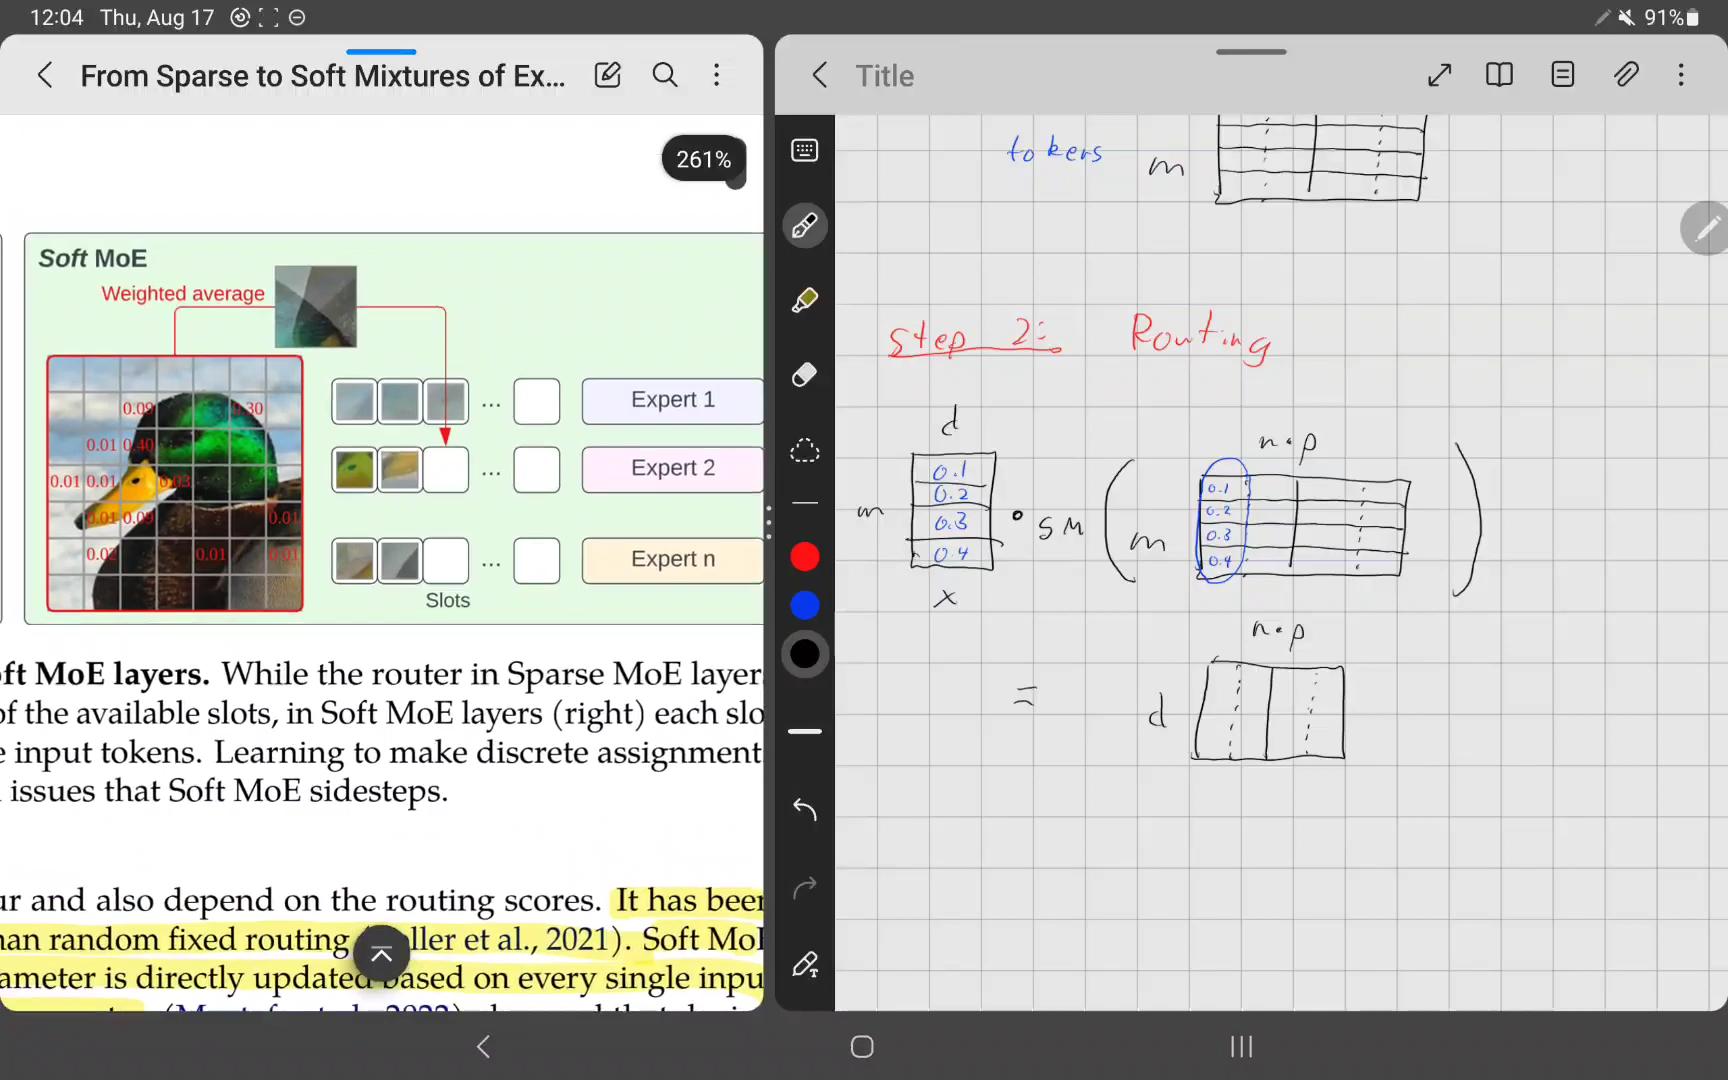 12:04 Thu, Aug 17
91%
From Sparse to Soft Mixtures of Ex...
261%
Soft MoE
Weighted average
0.09
0.30
0.01 0.40
0.01 0.01
0.03
0.01 0.09
0.01
0.02
0.01
0.01
Expert 1
...
Expert 2
...
Expert n
...
Slots
oft MoE layers. While the router in Sparse MoE layer
of the available slots, in Soft MoE layers (right) each slo
e input tokens. Learning to make discrete assignment
issues that Soft MoE sidesteps.
ur and also depend on the routing scores. It has been
han random fixed routing
ller et al., 2021). Soft MoE
ameter is directly updated based on every single inpu
Title
tokens m
step 2: Routing
d
n·p
m
0.1
0.2
0.3
0.4
x
• SM
m
0.1
0.2
0.3
0.4
n·p
=
d